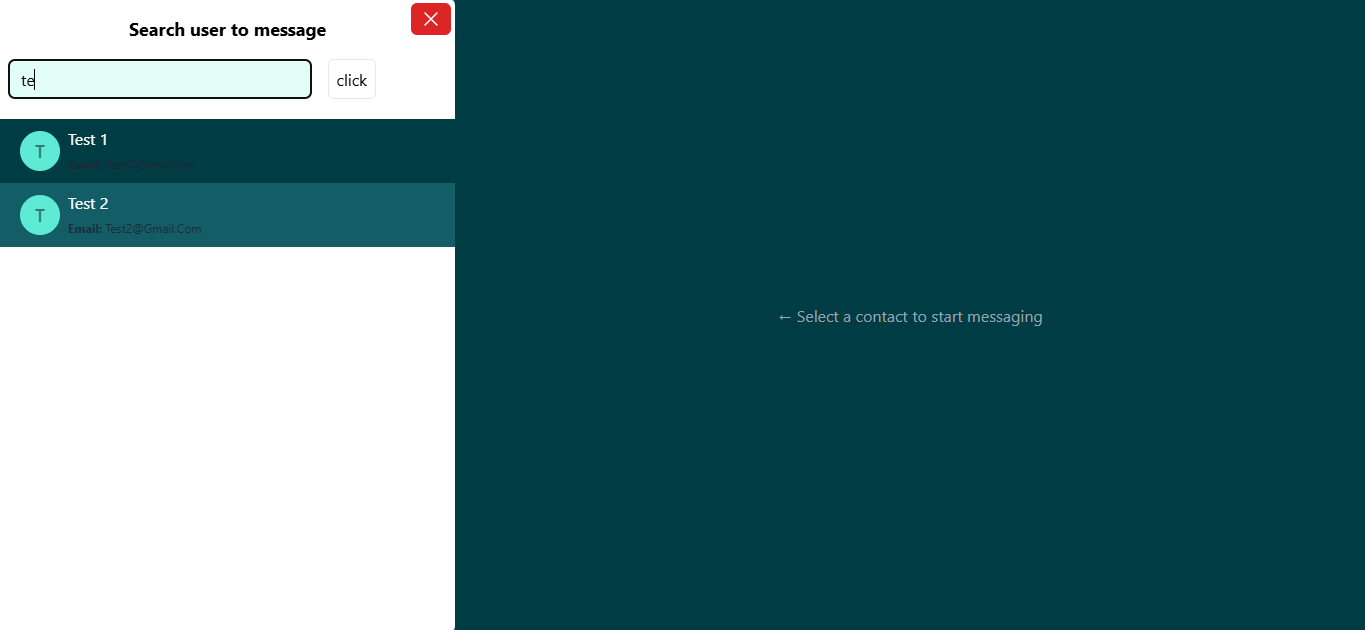 Search user to message
te
click
T
Test 1
Email:
T
Test 2
Email: Test2@Gmail.Com
← Select a contact to start messaging